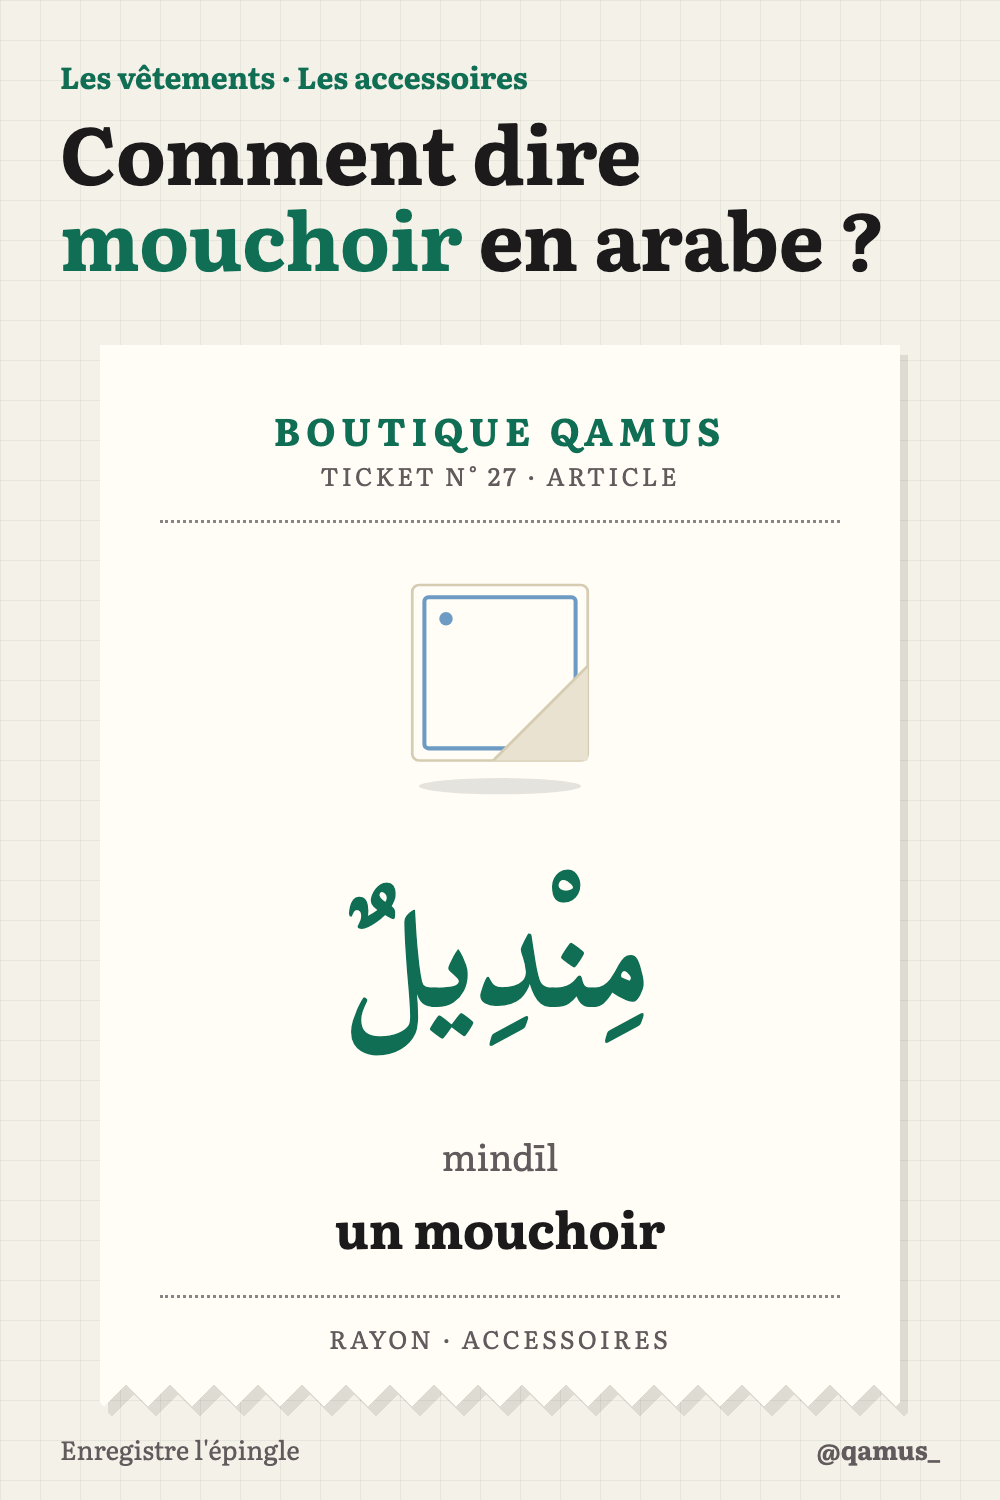 Les vêtements · Les accessoires
Comment dire
mouchoir en arabe ?
BOUTIQUE QAMUS
TICKET N° 27 · ARTICLE
مِنْدِيلٌ
mindīl
un mouchoir
RAYON · ACCESSOIRES
Enregistre l'épingle
@qamus_